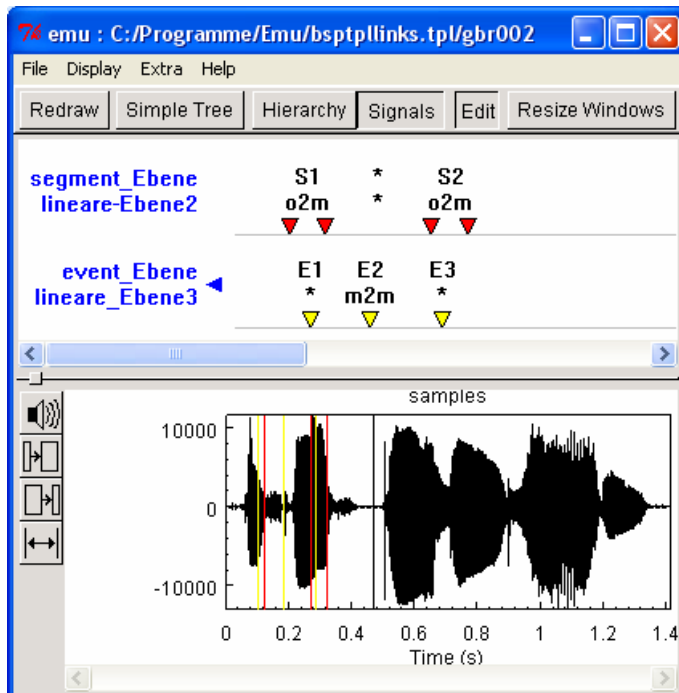 emu : C:/Programme/Emu/bsptpllinks.tpl/gbr002
File Display Extra Help
Redraw Simple Tree Hierarchy Signals Edit Resize Windows
segment_Ebene S1 * S2
lineare-Ebene2 o2m * o2m
event_Ebene E1 E2 E3
lineare_Ebene3 * m2m *
samples
10000
0
-10000
0 0.2 0.4 0.6 0.8 1 1.2 1.4
Time (s)